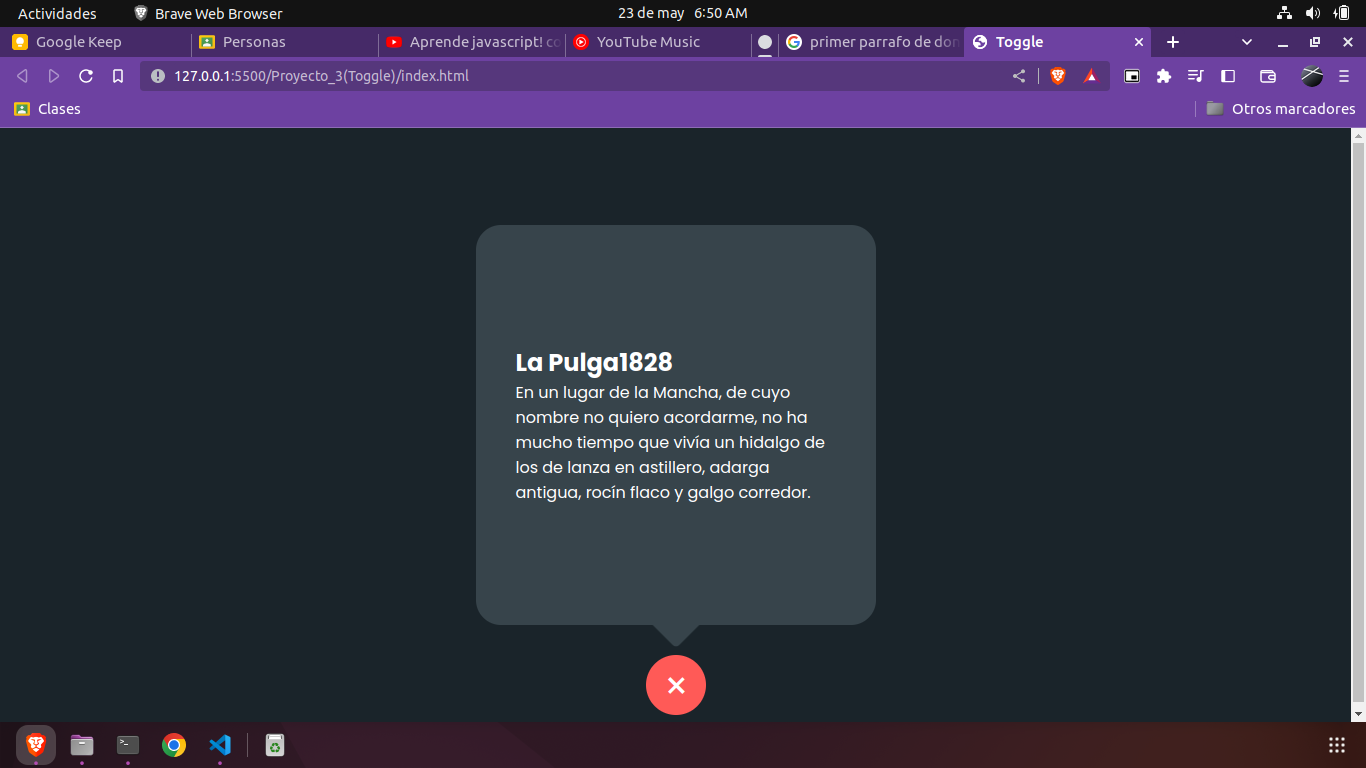 Actividades
Brave Web Browser
23 de may 6:50 AM
Google Keep
Personas
Aprende javascript! co
YouTube Music
primer parrafo de don
Toggle
127.0.0.1:5500/Proyecto_3(Toggle)/index.html
Clases
Otros marcadores
La Pulga1828
En un lugar de la Mancha, de cuyo
nombre no quiero acordarme, no ha
mucho tiempo que vivía un hidalgo de
los de lanza en astillero, adarga
antigua, rocín flaco y galgo corredor.